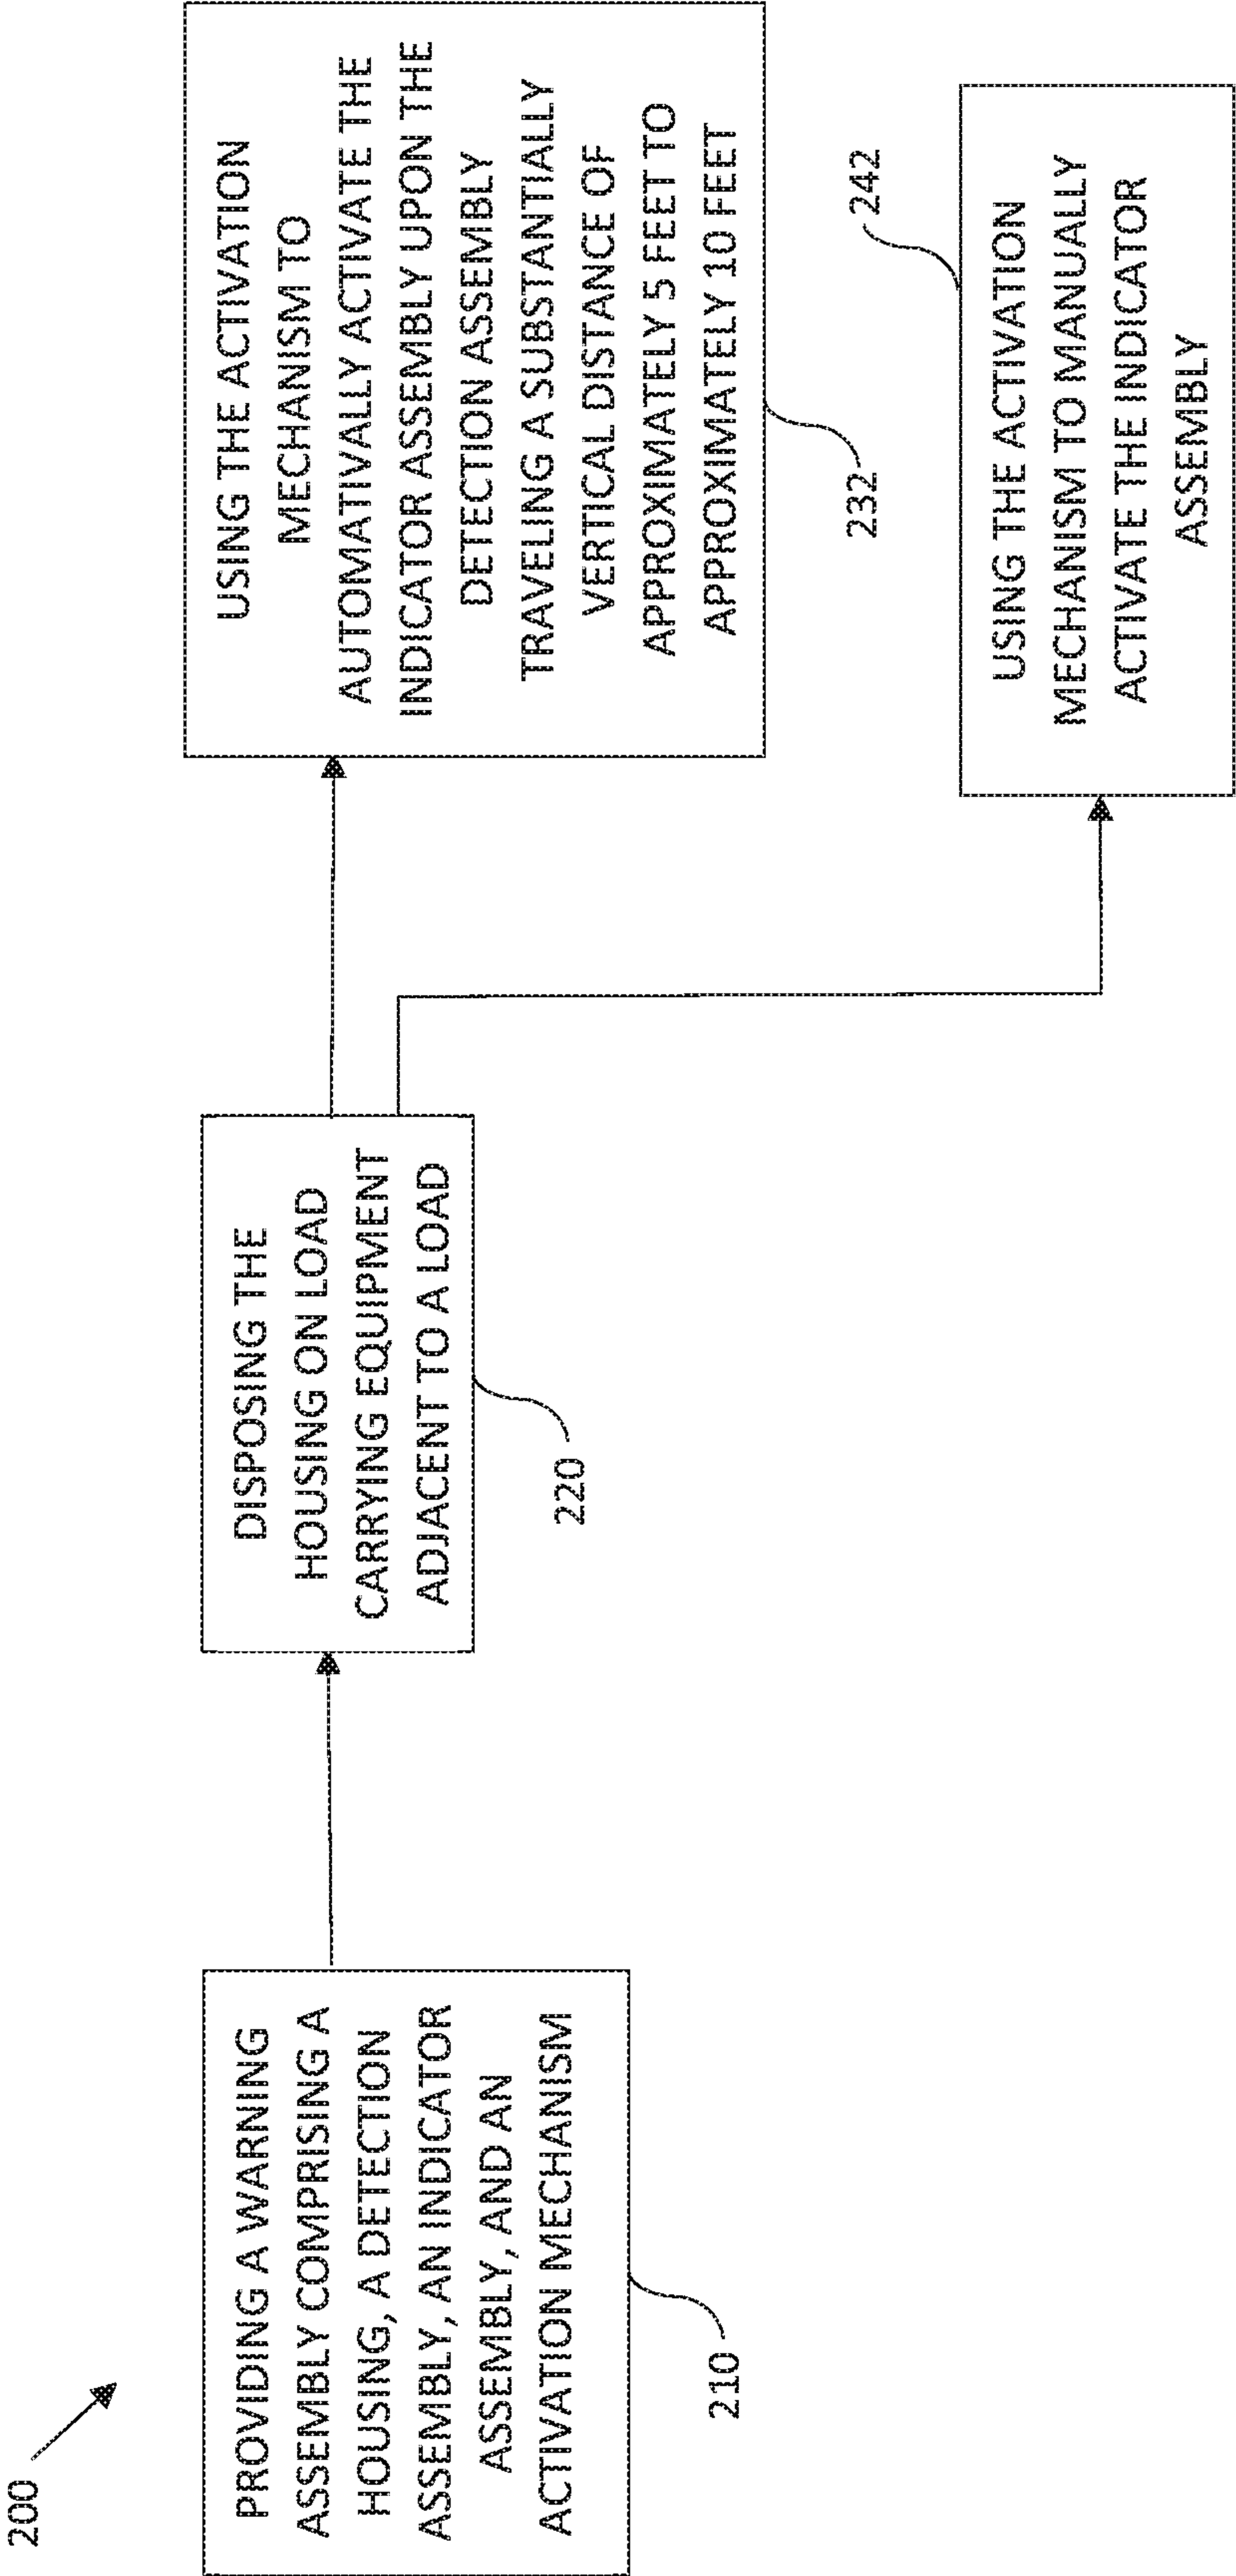 200
PROVIDING A WARNING
ASSEMBLY COMPRISING A
HOUSING, A DETECTION
ASSEMBLY, AN INDICATOR
ASSEMBLY, AND AN
ACTIVATION MECHANISM
210
DISPOSING THE
HOUSING ON LOAD
CARRYING EQUIPMENT
ADJACENT TO A LOAD
220
USING THE ACTIVATION
MECHANISM TO
AUTOMATIVALLY ACTIVATE THE
INDICATOR ASSEMBLY UPON THE
DETECTION ASSEMBLY
TRAVELING A SUBSTANTIALLY
VERTICAL DISTANCE OF
APPROXIMATELY 5 FEET TO
APPROXIMATELY 10 FEET
232
242
USING THE ACTIVATION
MECHANISM TO MANUALLY
ACTIVATE THE INDICATOR
ASSEMBLY